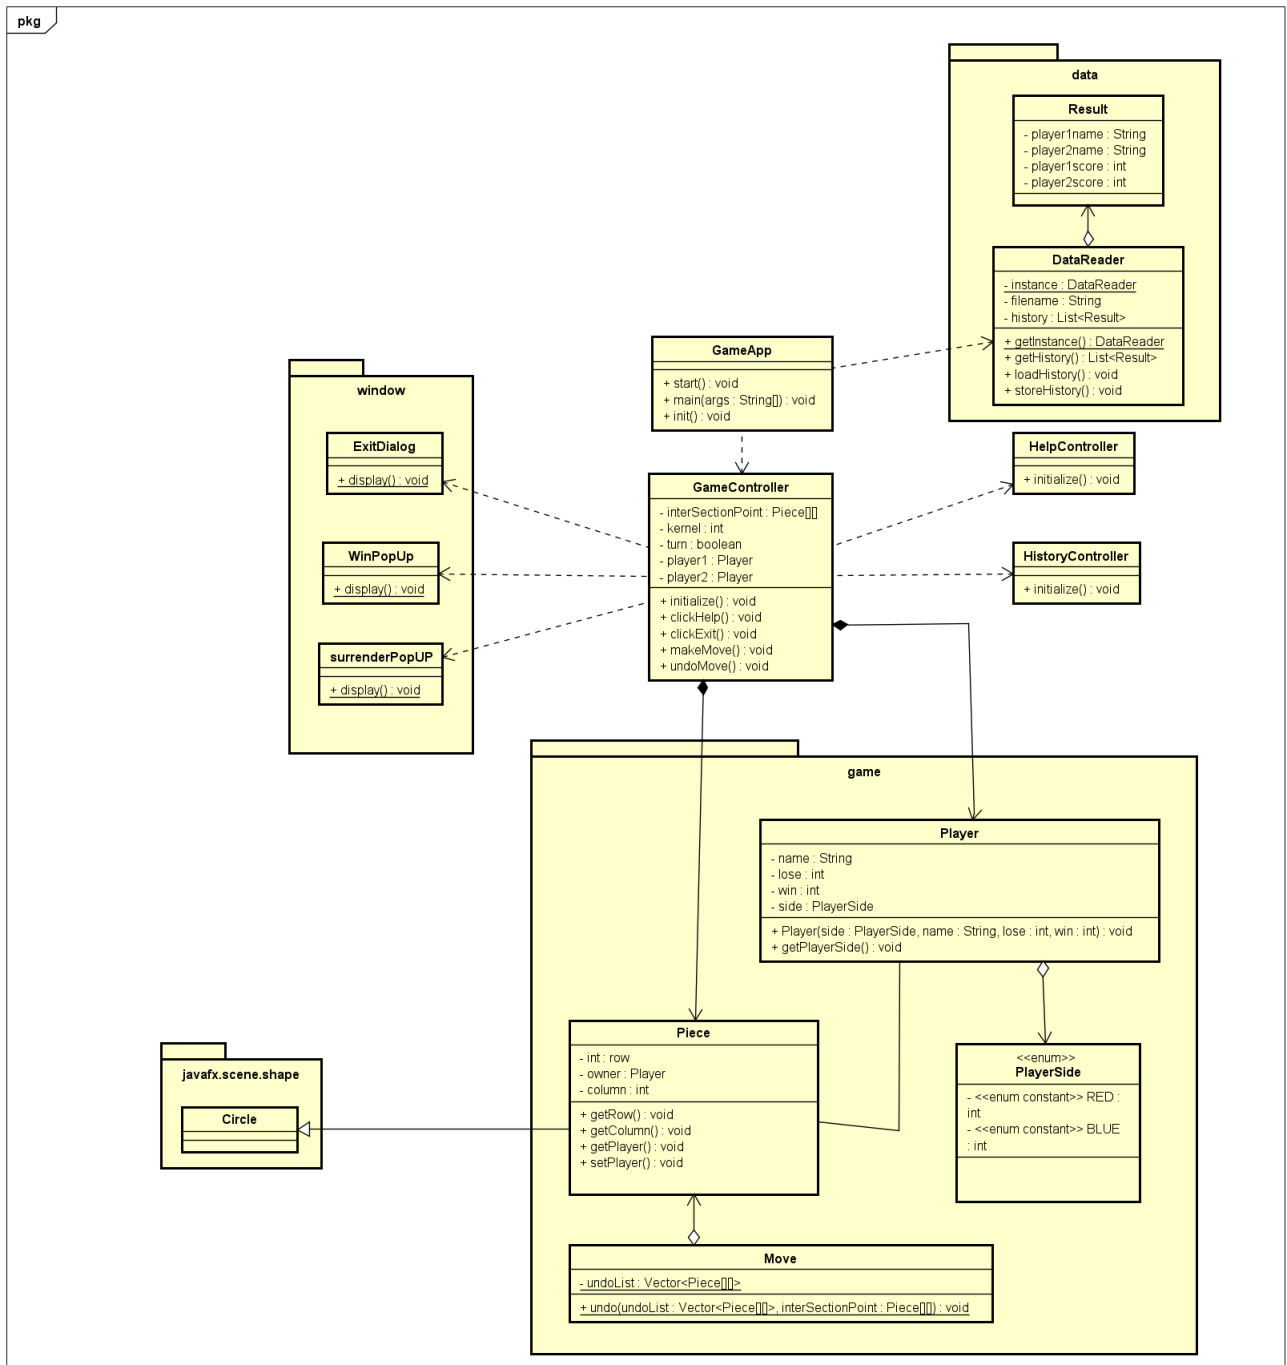 pkg
data
Result
- player1name : String
- player2name : String
- player1score : int
- player2score : int
DataReader
- instance : DataReader
- filename : String
- history : List<Result>
+ getInstance() : DataReader
+ getHistory() : List<Result>
+ loadHistory() : void
+ storeHistory() : void
GameApp
+ start() : void
+ main(args : String[]) : void
+ init() : void
window
ExitDialog
+ display() : void
WinPopUp
+ display() : void
surrenderPopUP
+ display() : void
GameController
- interSectionPoint : Piece[][]
- kernel : int
- turn : boolean
- player1 : Player
- player2 : Player
+ initialize() : void
+ clickHelp() : void
+ clickExit() : void
+ makeMove() : void
+ undoMove() : void
HelpController
+ initialize() : void
HistoryController
+ initialize() : void
game
Player
- name : String
- lose : int
- win : int
- side : PlayerSide
+ Player(side : PlayerSide, name : String, lose : int, win : int) : void
+ getPlayerSide() : void
Piece
- int : row
- owner : Player
- column : int
+ getRow() : void
+ getColumn() : void
+ getPlayer() : void
+ setPlayer() : void
<<enum>>
PlayerSide
- <<enum constant>> RED :
int
- <<enum constant>> BLUE
: int
javafx.scene.shape
Circle
Move
- undoList : Vector<Piece[][]>
+ undo(undoList : Vector<Piece[][]>, interSectionPoint : Piece[][]) : void